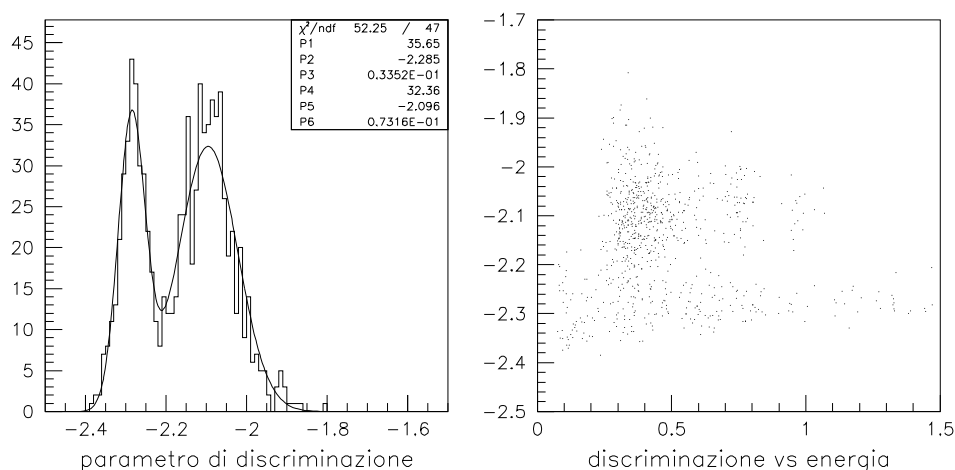 χ²/ndf 52.25 / 47
P1 35.65
P2 -2.285
P3 0.3352E-01
P4 32.36
P5 -2.096
P6 0.7316E-01
45
40
35
30
25
20
15
10
5
0
-2.4 -2.2 -2 -1.8 -1.6
parametro di discriminazione
-1.7
-1.8
-1.9
-2
-2.1
-2.2
-2.3
-2.4
-2.5
0 0.5 1 1.5
discriminazione vs energia